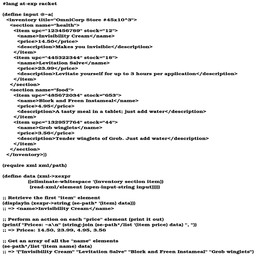 #lang at-exp racket
(define input @~a{
<inventory title="OmniCorp Store #45x10^3">
<section name="health">
<item upc="123456789" stock="12">
<name>Invisibility Cream</name>
<price>14.50</price>
<description>Makes you invisible</description>
</item>
<item upc="445322344" stock="18">
<name>Levitation Salve</name>
<price>23.99</price>
<description>Levitate yourself for up to 3 hours per application</description>
</item>
</section>
<section name="food">
<item upc="485672034" stock="653">
<name>Blork and Freen Instameal</name>
<price>4.95</price>
<description>A tasty meal in a tablet; just add water</description>
</item>
<item upc="132957764" stock="44">
<name>Grob winglets</name>
<price>3.56</price>
<description>Tender winglets of Grob. Just add water</description>
</item>
</section>
</inventory>})
(require xml xml/path)
(define data (xml->xexpr
((eliminate-whitespace '(inventory section item))
(read-xml/element (open-input-string input)))))
;; Retrieve the first "item" element
(displayln (xexpr->string (se-path* '(item) data)))
;; => <name>Invisibility Cream</name>
;; Perform an action on each "price" element (print it out)
(printf "Prices: ~a\n" (string-join (se-path*/list '(item price) data) ", "))
;; => Prices: 14.50, 23.99, 4.95, 3.56
;; Get an array of all the "name" elements
(se-path*/list '(item name) data)
;; => '("Invisibility Cream" "Levitation Salve" "Blork and Freen Instameal" "Grob winglets")